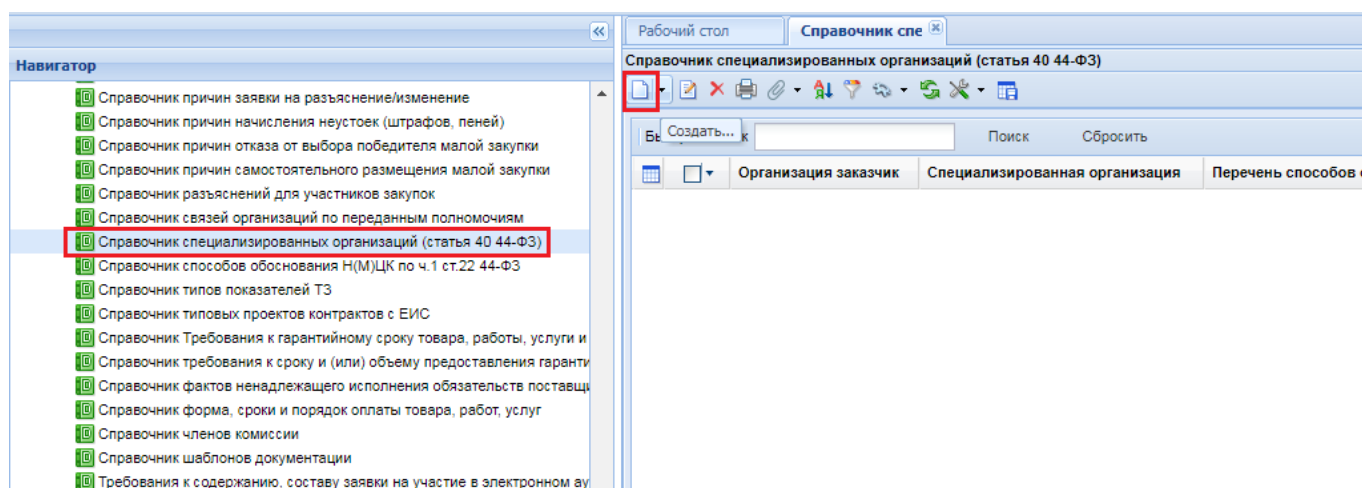 Навигатор
Справочник причин заявки на разъяснение/изменение
Справочник причин начисления неустоек (штрафов, пеней)
Справочник причин отказа от выбора победителя малой закупки
Справочник причин самостоятельного размещения малой закупки
Справочник разъяснений для участников закупок
Справочник связей организаций по переданным полномочиям
Справочник специализированных организаций (статья 40 44-ФЗ)
Справочник способов обоснования Н(М)ЦК по ч.1 ст.22 44-ФЗ
Справочник типов показателей ТЗ
Справочник типовых проектов контрактов с ЕИС
Справочник Требования к гарантийному сроку товара, работы, услуги и
Справочник требования к сроку и (или) объему предоставления гаранти
Справочник фактов ненадлежащего исполнения обязательств поставщи
Справочник форма, сроки и порядок оплаты товара, работ, услуг
Справочник членов комиссии
Справочник шаблонов документации
Требования к содержанию, составу заявки на участие в электронном ау
Рабочий стол Справочник спе
Справочник специализированных организаций (статья 40 44-ФЗ)
Создать...
Поиск Сбросить
Организация заказчик Специализированная организация Перечень способов